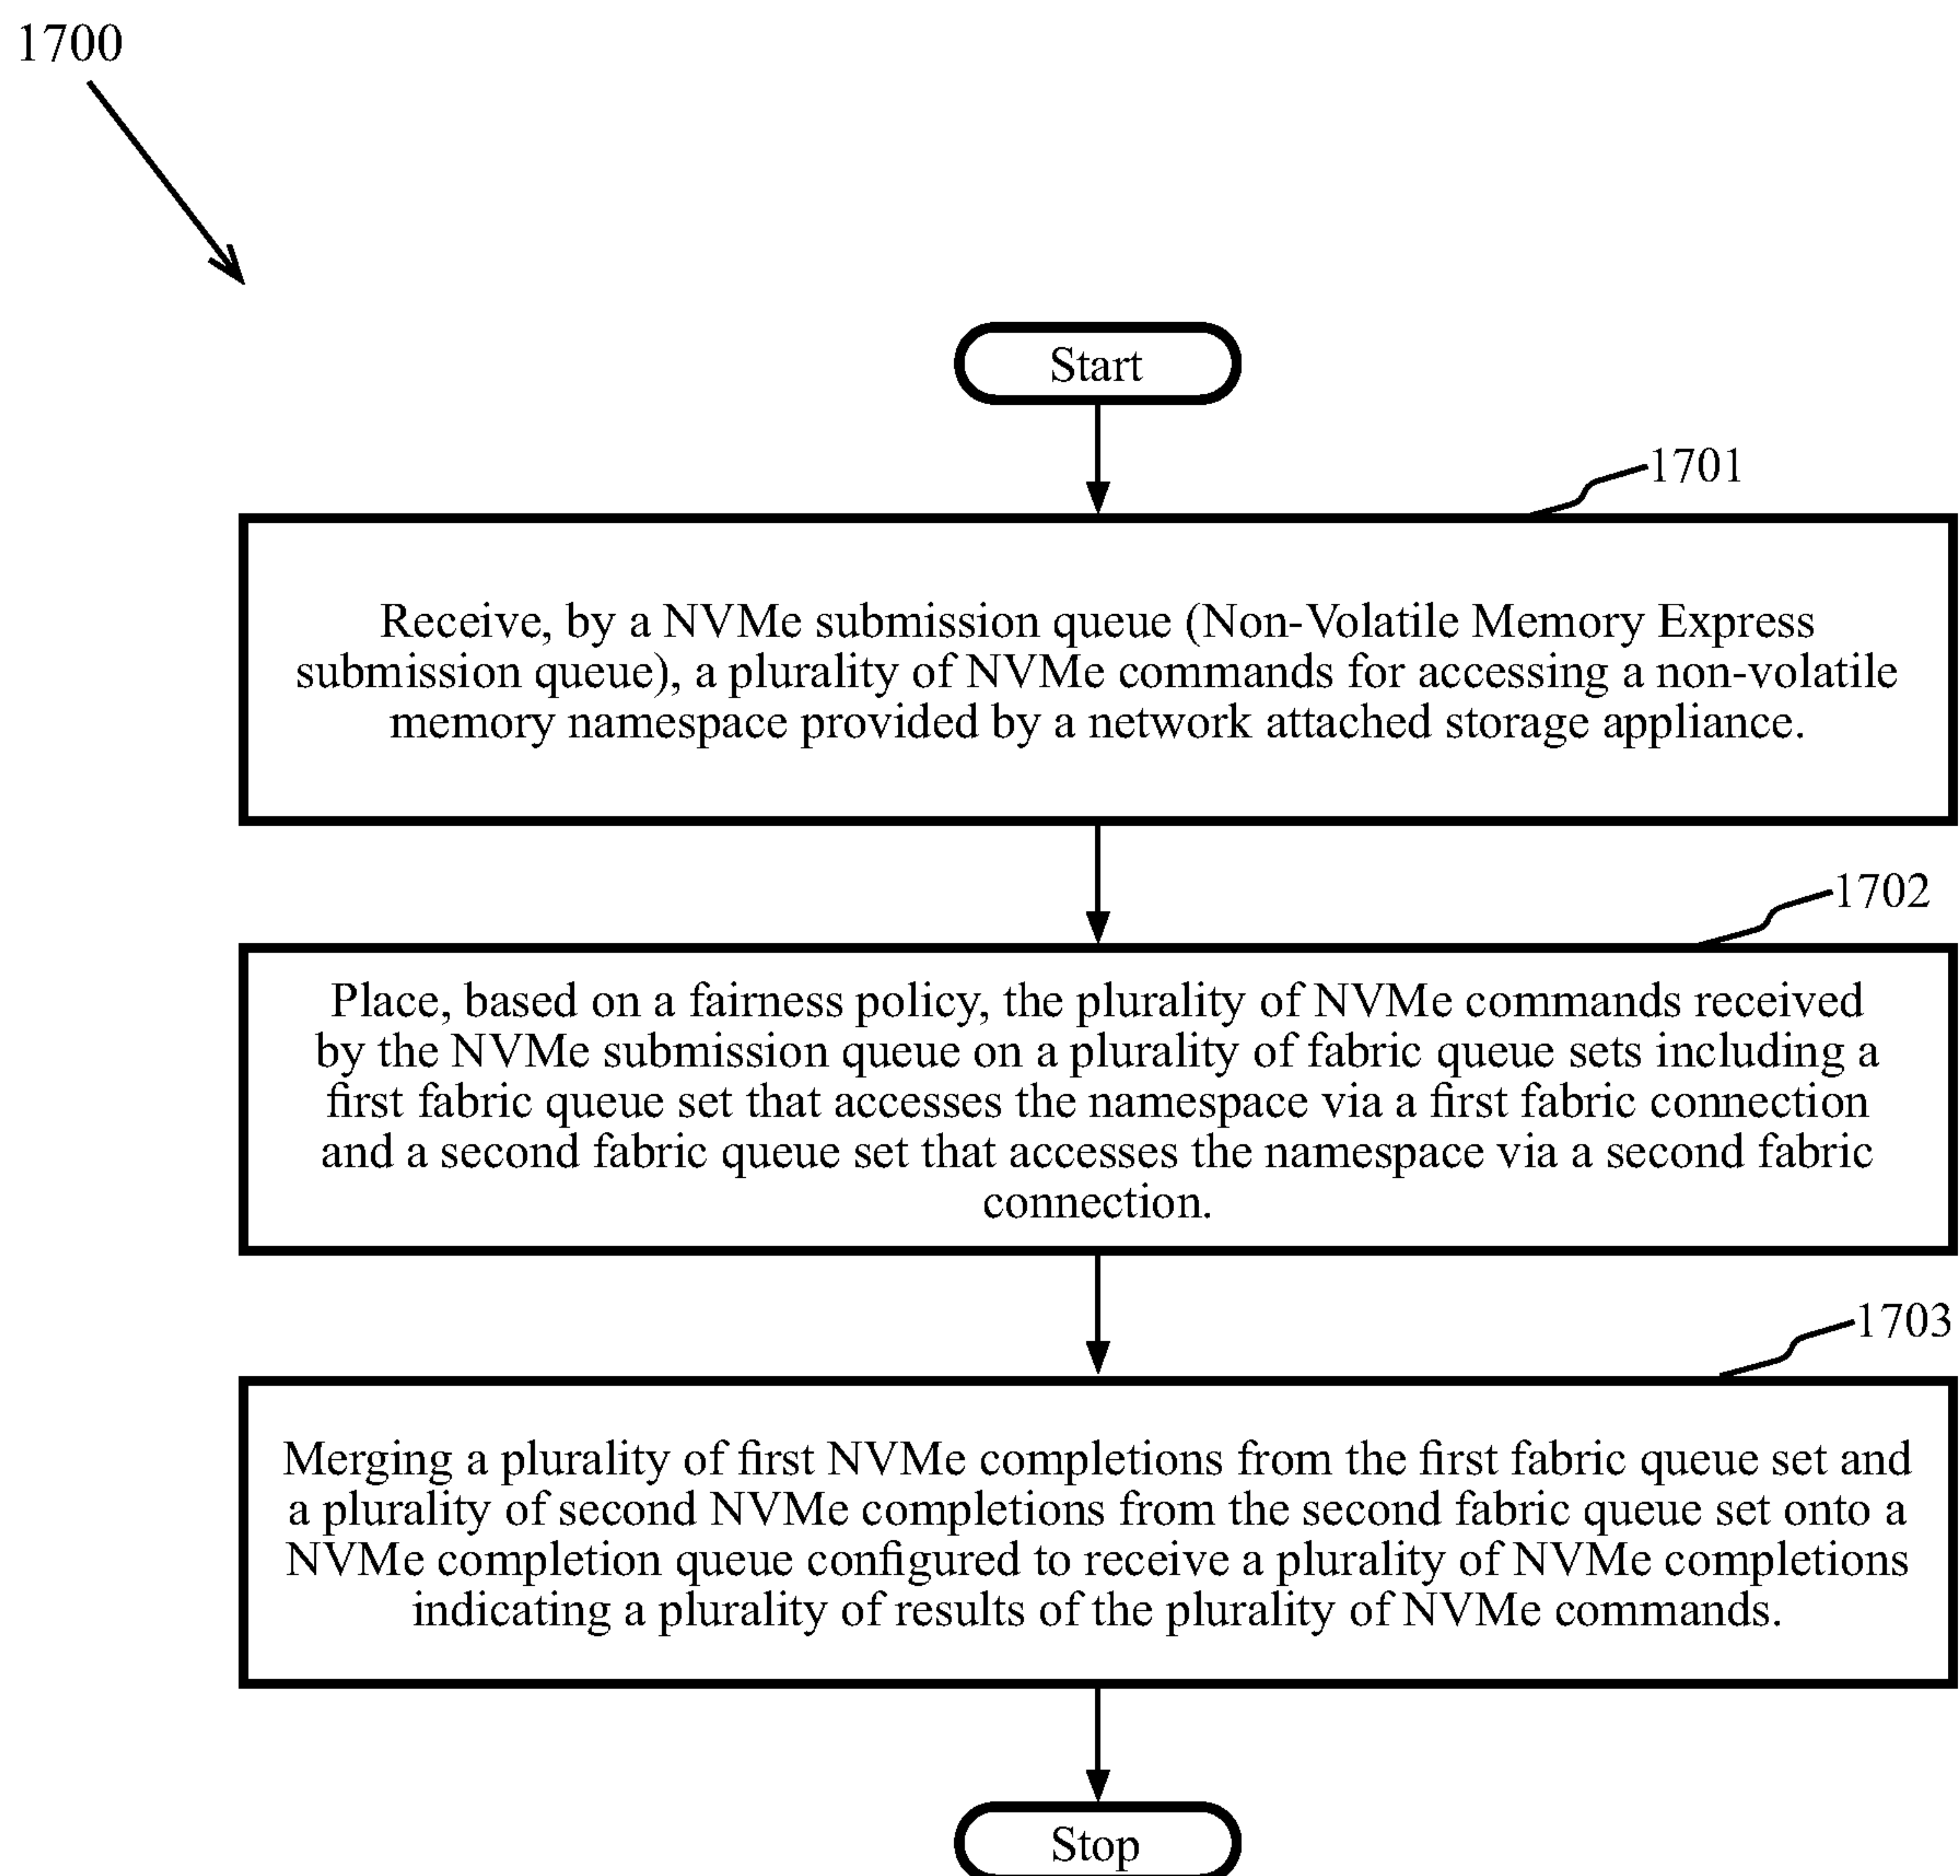 1700
Start
1701
Receive, by a NVMe submission queue (Non-Volatile Memory Express
submission queue), a plurality of NVMe commands for accessing a non-volatile
memory namespace provided by a network attached storage appliance.
1702
Place, based on a fairness policy, the plurality of NVMe commands received
by the NVMe submission queue on a plurality of fabric queue sets including a
first fabric queue set that accesses the namespace via a first fabric connection
and a second fabric queue set that accesses the namespace via a second fabric
connection.
1703
Merging a plurality of first NVMe completions from the first fabric queue set and
a plurality of second NVMe completions from the second fabric queue set onto a
NVMe completion queue configured to receive a plurality of NVMe completions
indicating a plurality of results of the plurality of NVMe commands.
Stop